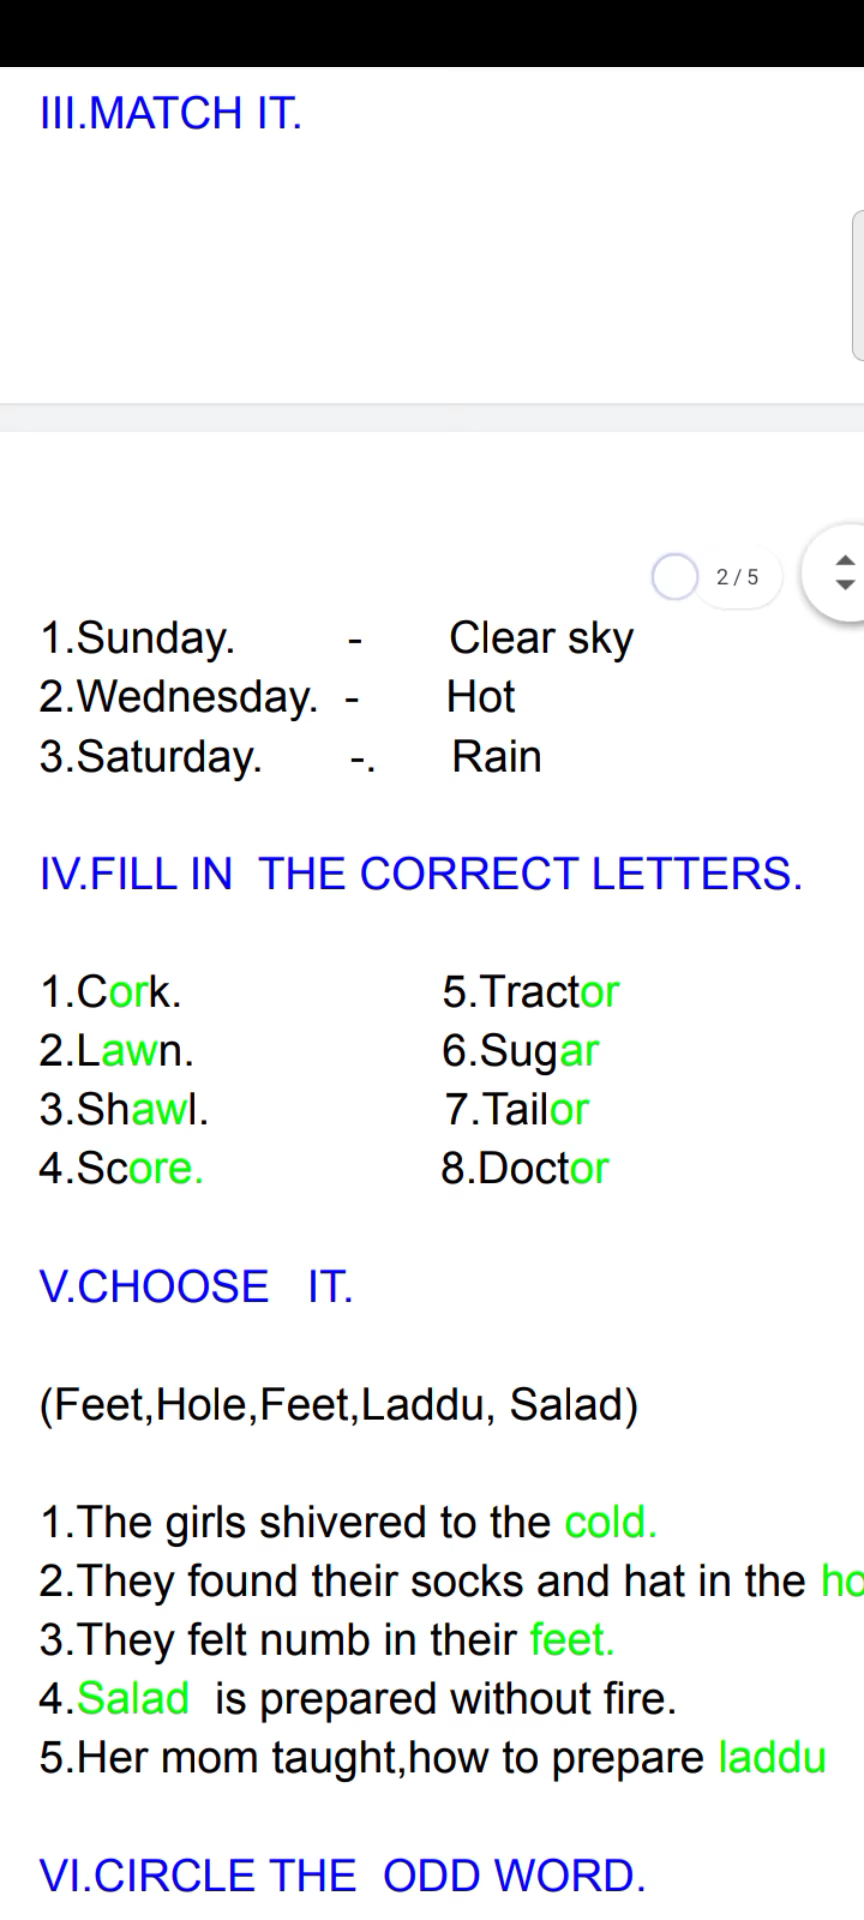 III.MATCH IT.
2 / 5
1.Sunday. - Clear sky
2.Wednesday. - Hot
3.Saturday. -. Rain
IV.FILL IN THE CORRECT LETTERS.
1.Cork. 5.Tractor
2.Lawn. 6.Sugar
3.Shawl. 7.Tailor
4.Score. 8.Doctor
V.CHOOSE IT.
(Feet,Hole,Feet,Laddu, Salad)
1.The girls shivered to the cold.
2.They found their socks and hat in the
3.They felt numb in their feet.
4.Salad is prepared without fire.
5.Her mom taught,how to prepare laddu
VI.CIRCLE THE ODD WORD.